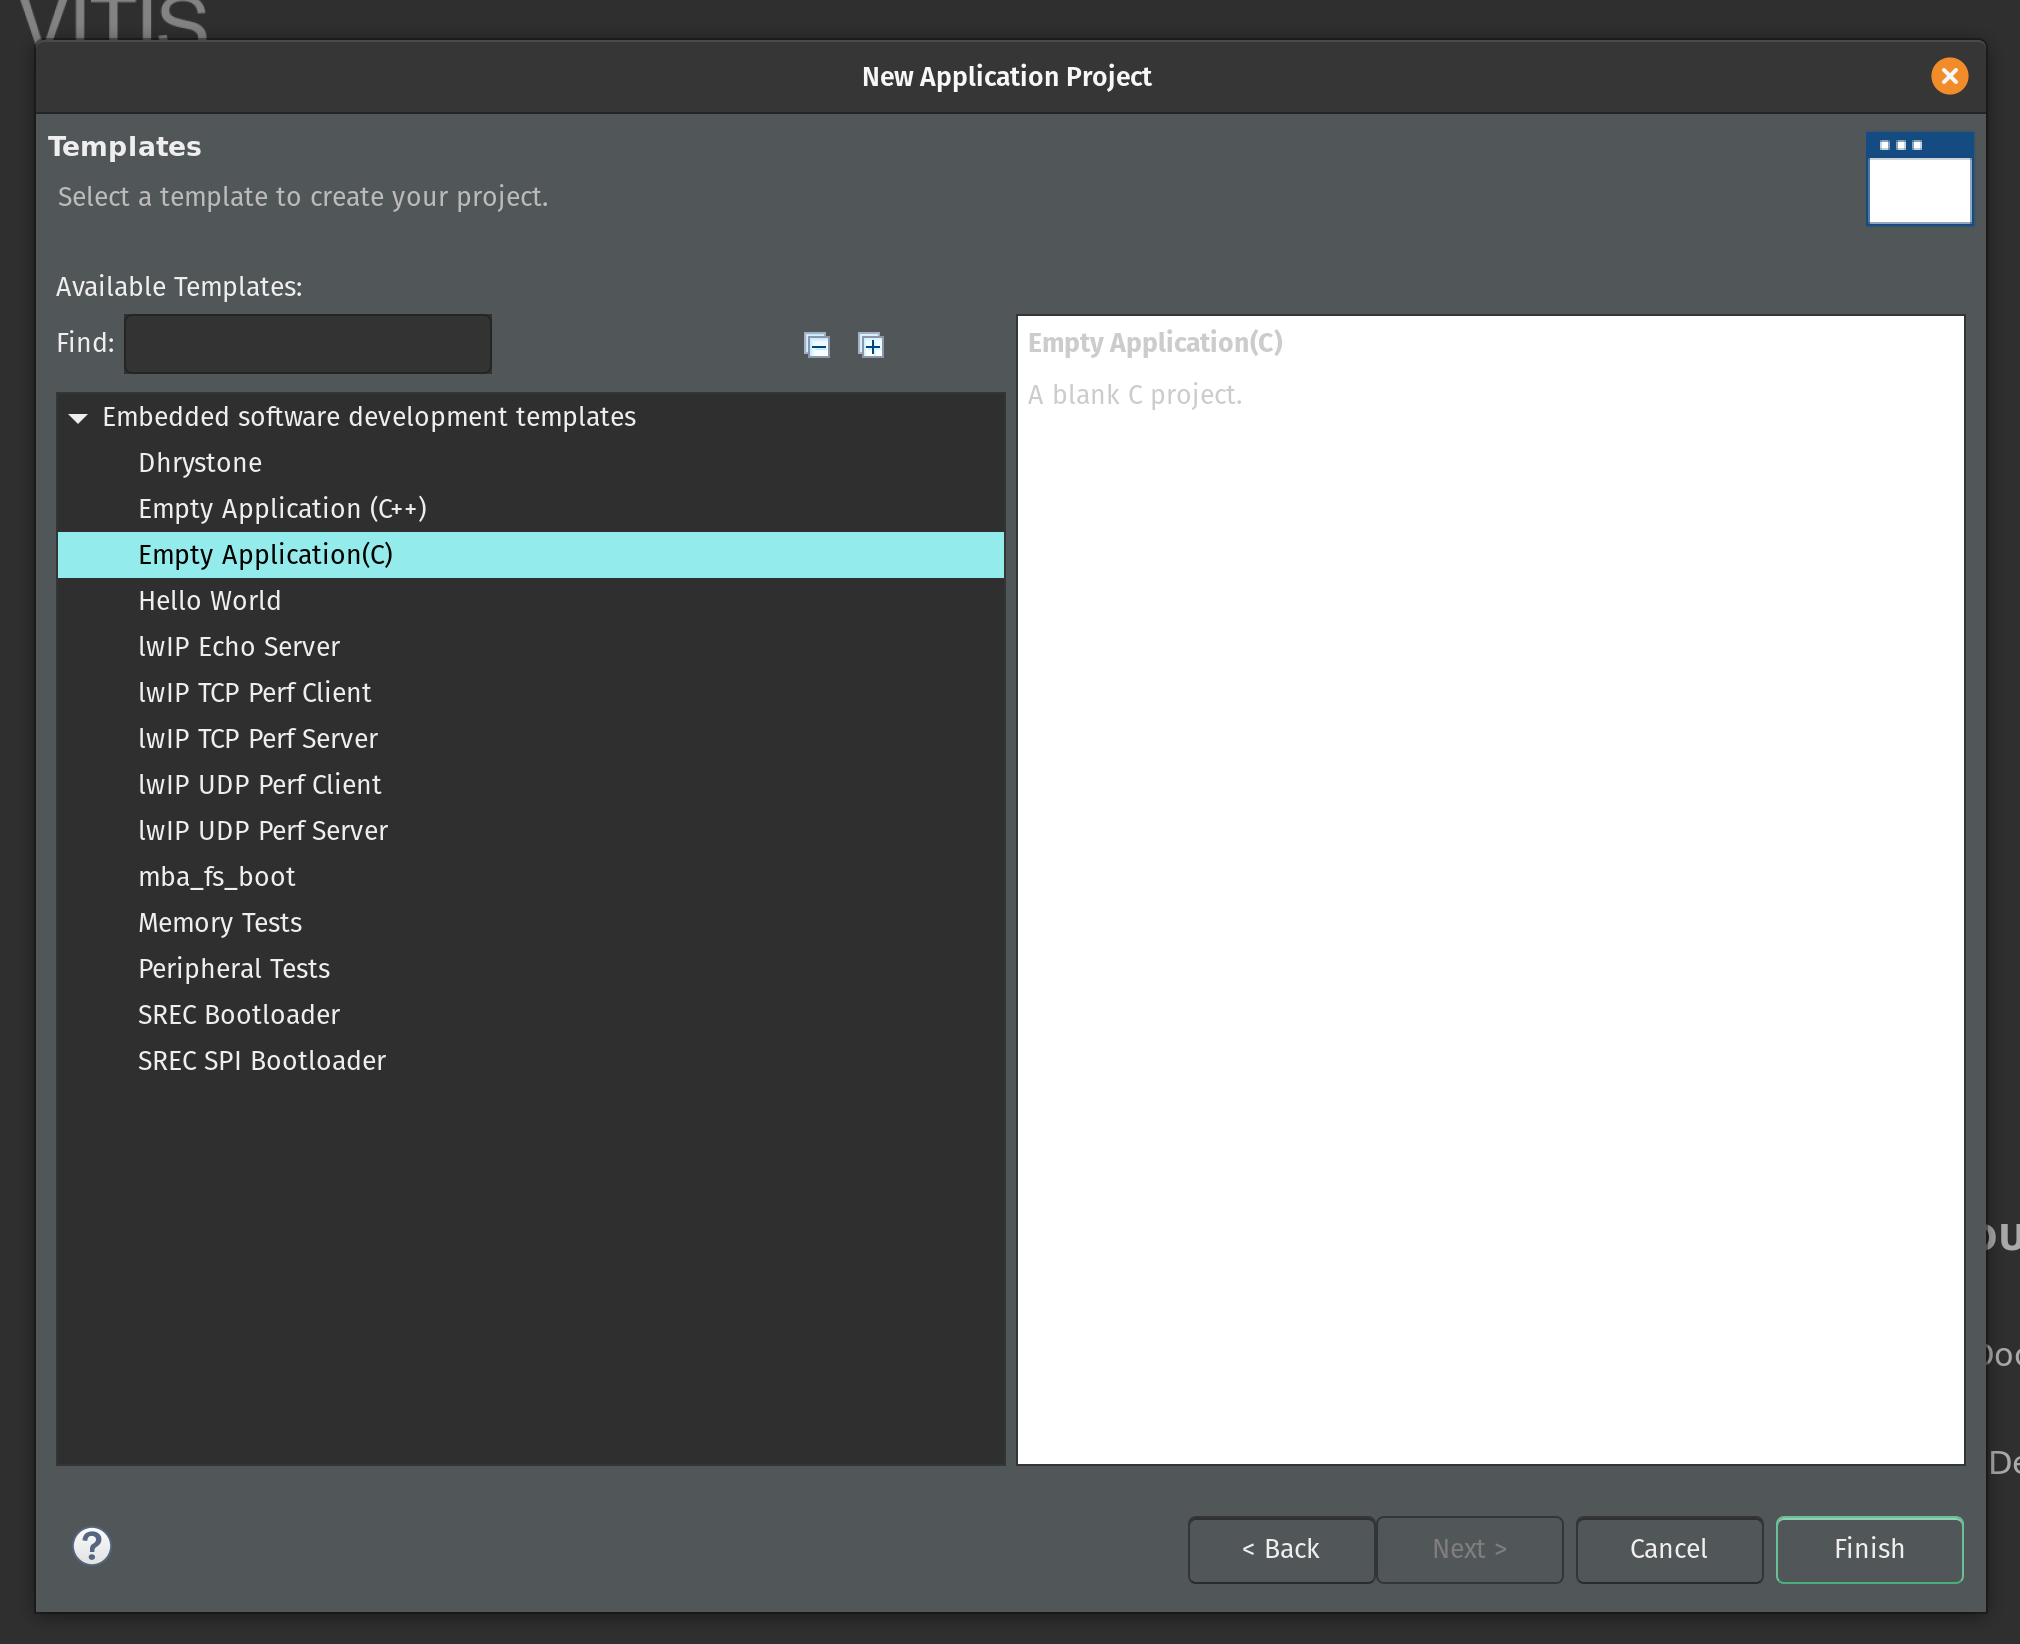 VITIS
New Application Project
Templates
Select a template to create your project.
Available Templates:
Find:
Embedded software development templates
Dhrystone
Empty Application (C++)
Empty Application(C)
Hello World
lwIP Echo Server
lwIP TCP Perf Client
lwIP TCP Perf Server
lwIP UDP Perf Client
lwIP UDP Perf Server
mba_fs_boot
Memory Tests
Peripheral Tests
SREC Bootloader
SREC SPI Bootloader
Empty Application(C)
A blank C project.
< Back
Next >
Cancel
Finish